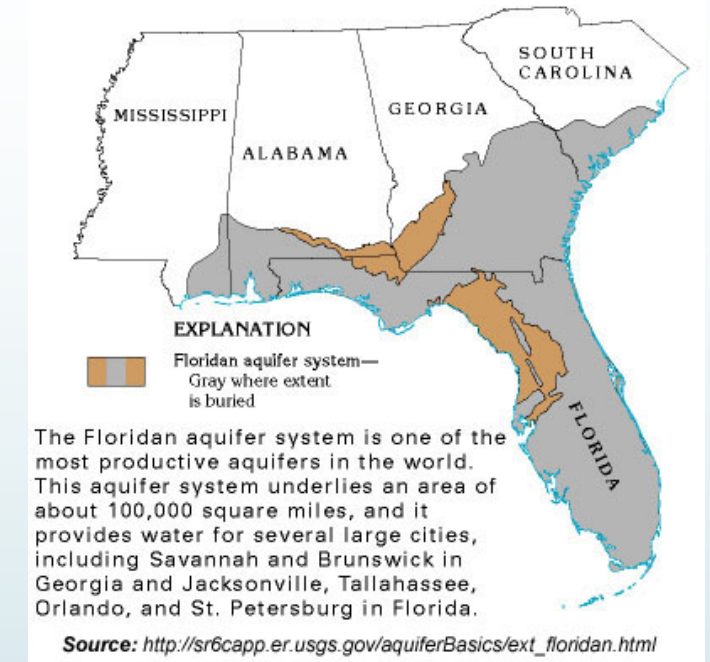 SOUTH
CAROLINA
MISSISSIPPI
GEORGIA
ALABAMA
EXPLANATION
Floridan aquifer system—
Gray where extent
is buried
FLORIDA
The Floridan aquifer system is one of the
most productive aquifers in the world.
This aquifer system underlies an area of
about 100,000 square miles, and it
provides water for several large cities,
including Savannah and Brunswick in
Georgia and Jacksonville, Tallahassee,
Orlando, and St. Petersburg in Florida.
Source: http://sr6capp.er.usgs.gov/aquiferBasics/ext_floridan.html